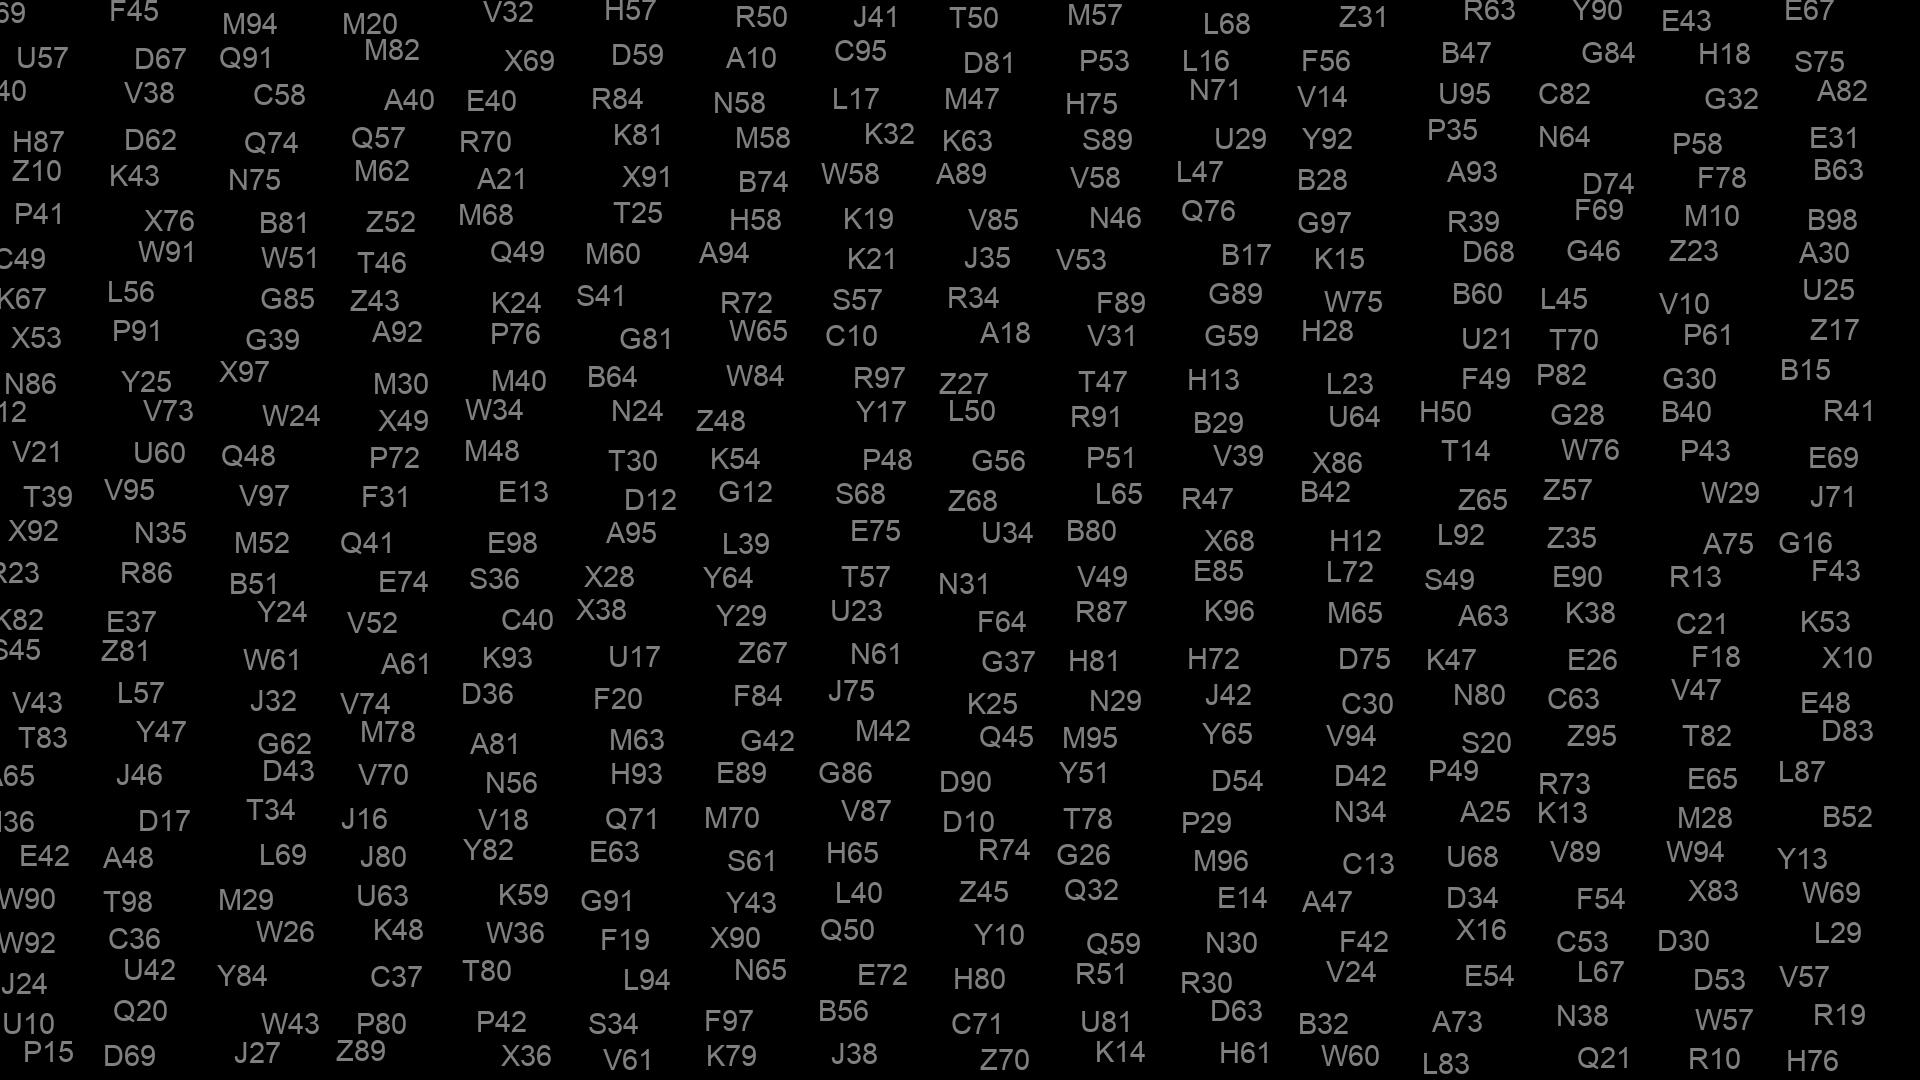 69 F45 M94 M20 V32 H57 R50 J41 T50 M57 L68 Z31 R63 Y90 E43 E67
U57 D67 Q91 M82 X69 D59 A10 C95 D81 P53 L16 F56 B47 G84 H18 S75
40 V38 C58 A40 E40 R84 N58 L17 M47 H75 N71 V14 U95 C82 G32 A82
H87 D62 Q74 Q57 R70 K81 M58 K32 K63 S89 U29 Y92 P35 N64 P58 E31
Z10 K43 N75 M62 A21 X91 B74 W58 A89 V58 L47 B28 A93 D74 F78 B63
P41 X76 B81 Z52 M68 T25 H58 K19 V85 N46 Q76 G97 R39 F69 M10 B98
C49 W91 W51 T46 Q49 M60 A94 K21 J35 V53 B17 K15 D68 G46 Z23 A30
K67 L56 G85 Z43 K24 S41 R72 S57 R34 F89 G89 W75 B60 L45 V10 U25
X53 P91 G39 A92 P76 G81 W65 C10 A18 V31 G59 H28 U21 T70 P61 Z17
N86 Y25 X97 M30 M40 B64 W84 R97 Z27 T47 H13 L23 F49 P82 G30 B15
12 V73 W24 X49 W34 N24 Z48 Y17 L50 R91 B29 U64 H50 G28 B40 R41
V21 U60 Q48 P72 M48 T30 K54 P48 G56 P51 V39 X86 T14 W76 P43 E69
T39 V95 V97 F31 E13 D12 G12 S68 Z68 L65 R47 B42 Z65 Z57 W29 J71
X92 N35 M52 Q41 E98 A95 L39 E75 U34 B80 X68 H12 L92 Z35 A75 G16
R23 R86 B51 E74 S36 X28 Y64 T57 N31 V49 E85 L72 S49 E90 R13 F43
K82 E37 Y24 V52 C40 X38 Y29 U23 F64 R87 K96 M65 A63 K38 C21 K53
S45 Z81 W61 A61 K93 U17 Z67 N61 G37 H81 H72 D75 K47 E26 F18 X10
V43 L57 J32 V74 D36 F20 F84 J75 K25 N29 J42 C30 N80 C63 V47 E48
T83 Y47 G62 M78 A81 M63 G42 M42 Q45 M95 Y65 V94 S20 Z95 T82 D83
65 J46 D43 V70 N56 H93 E89 G86 D90 Y51 D54 D42 P49 R73 E65 L87
36 D17 T34 J16 V18 Q71 M70 V87 D10 T78 P29 N34 A25 K13 M28 B52
E42 A48 L69 J80 Y82 E63 S61 H65 R74 G26 M96 C13 U68 V89 W94 Y13
W90 T98 M29 U63 K59 G91 Y43 L40 Z45 Q32 E14 A47 D34 F54 X83 W69
W92 C36 W26 K48 W36 F19 X90 Q50 Y10 Q59 N30 F42 X16 C53 D30 L29
J24 U42 Y84 C37 T80 L94 N65 E72 H80 R51 R30 V24 E54 L67 D53 V57
U10 Q20 W43 P80 P42 S34 F97 B56 C71 U81 D63 B32 A73 N38 W57 R19
P15 D69 J27 Z89 X36 V61 K79 J38 Z70 K14 H61 W60 L83 Q21 R10 H76